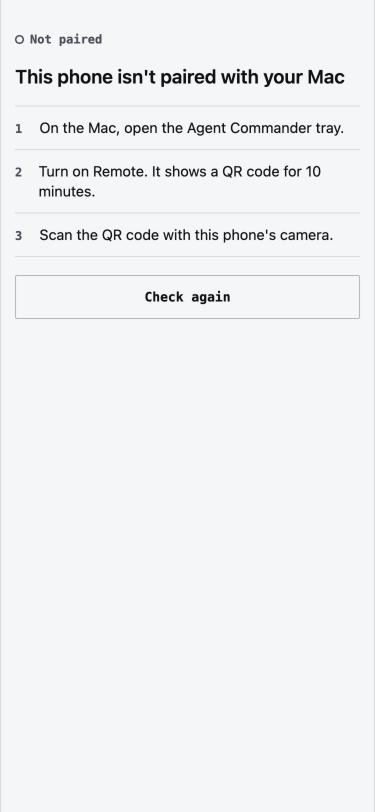 Not paired
This phone isn't paired with your Mac
1 On the Mac, open the Agent Commander tray.
2 Turn on Remote. It shows a QR code for 10
minutes.
3 Scan the QR code with this phone's camera.
Check again